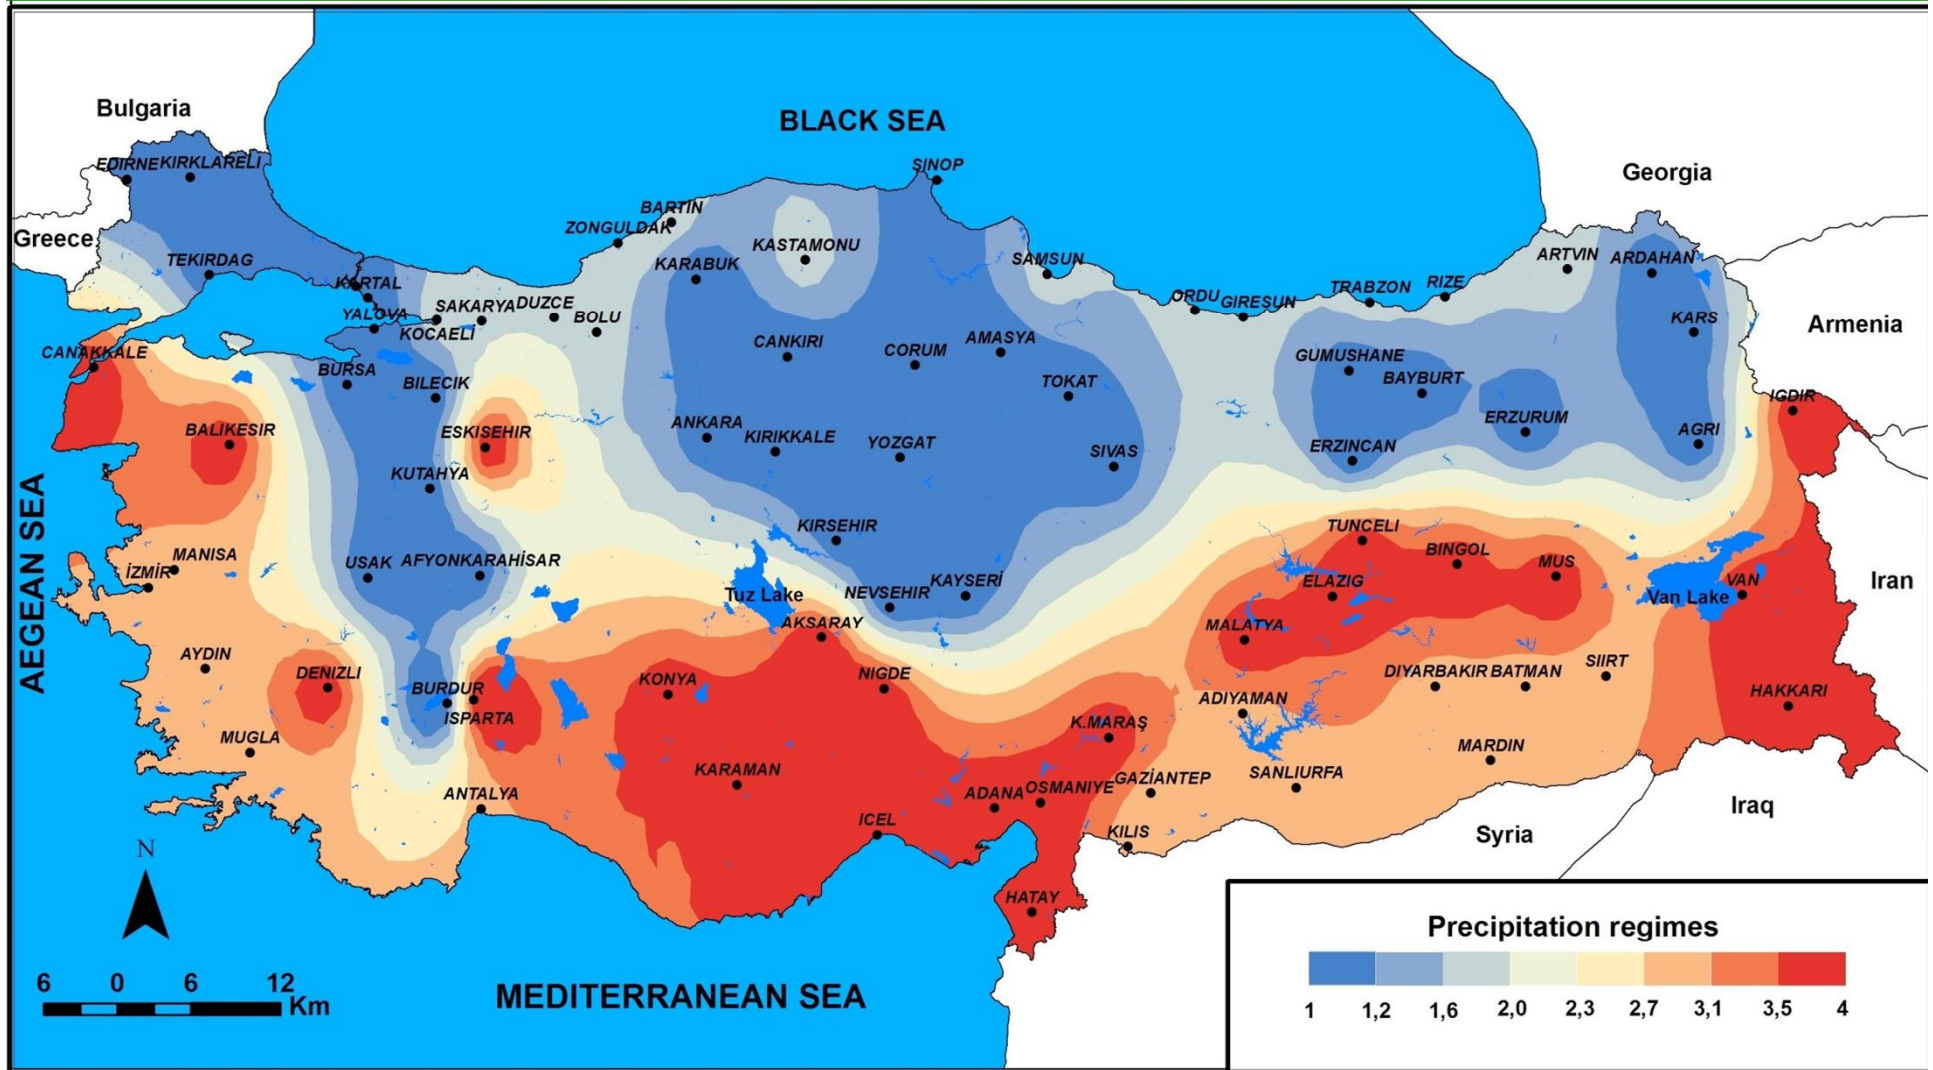 Bulgaria
BLACK SEA
Georgia
Greece
Armenia
Iran
Iraq
Syria
AEGEAN SEA
MEDITERRANEAN SEA
EDIRNE
KIRKLARELI
TEKIRDAG
KARTAL
YALOVA
KOCAELI
SAKARYA
DUZCE
BOLU
ZONGULDAK
BARTIN
KARABUK
KASTAMONU
SINOP
SAMSUN
ORDU
GIRESUN
TRABZON
RIZE
ARTVIN
ARDAHAN
KARS
IGDIR
AGRI
CANAKKALE
BALIKESIR
BURSA
BILECIK
ESKISEHIR
KUTAHYA
CANKIRI
CORUM
AMASYA
TOKAT
ANKARA
KIRIKKALE
YOZGAT
SIVAS
GUMUSHANE
BAYBURT
ERZURUM
ERZINCAN
MANISA
İZMİR
USAK
AFYONKARAHİSAR
KIRSEHIR
NEVSEHIR
KAYSERİ
Tuz Lake
AKSARAY
TUNCELI
BINGOL
MUS
ELAZIG
MALATYA
VAN
Van Lake
AYDIN
DENIZLI
BURDUR
ISPARTA
KONYA
NIGDE
MUGLA
ANTALYA
KARAMAN
ICEL
ADANA
OSMANIYE
K.MARAŞ
GAZİANTEP
KILIS
HATAY
ADIYAMAN
SANLIURFA
DIYARBAKIR
BATMAN
SIIRT
MARDIN
HAKKARI
N
6 0 6 12
Km
Precipitation regimes
1 1,2 1,6 2,0 2,3 2,7 3,1 3,5 4